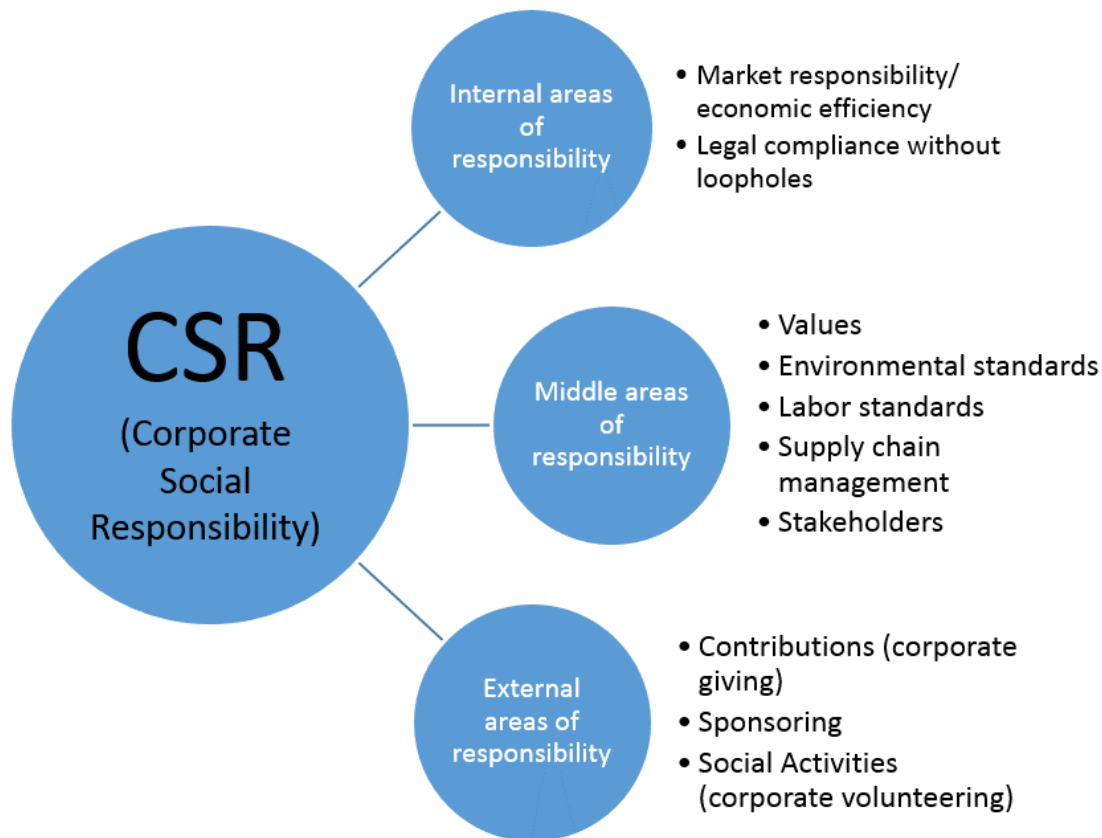 CSR
(Corporate
Social
Responsibility)
Internal areas
of
responsibility
• Market responsibility/
economic efficiency
• Legal compliance without
loopholes
Middle areas
of
responsibility
• Values
• Environmental standards
• Labor standards
• Supply chain
management
• Stakeholders
External
areas of
responsibility
• Contributions (corporate
giving)
• Sponsoring
• Social Activities
(corporate volunteering)